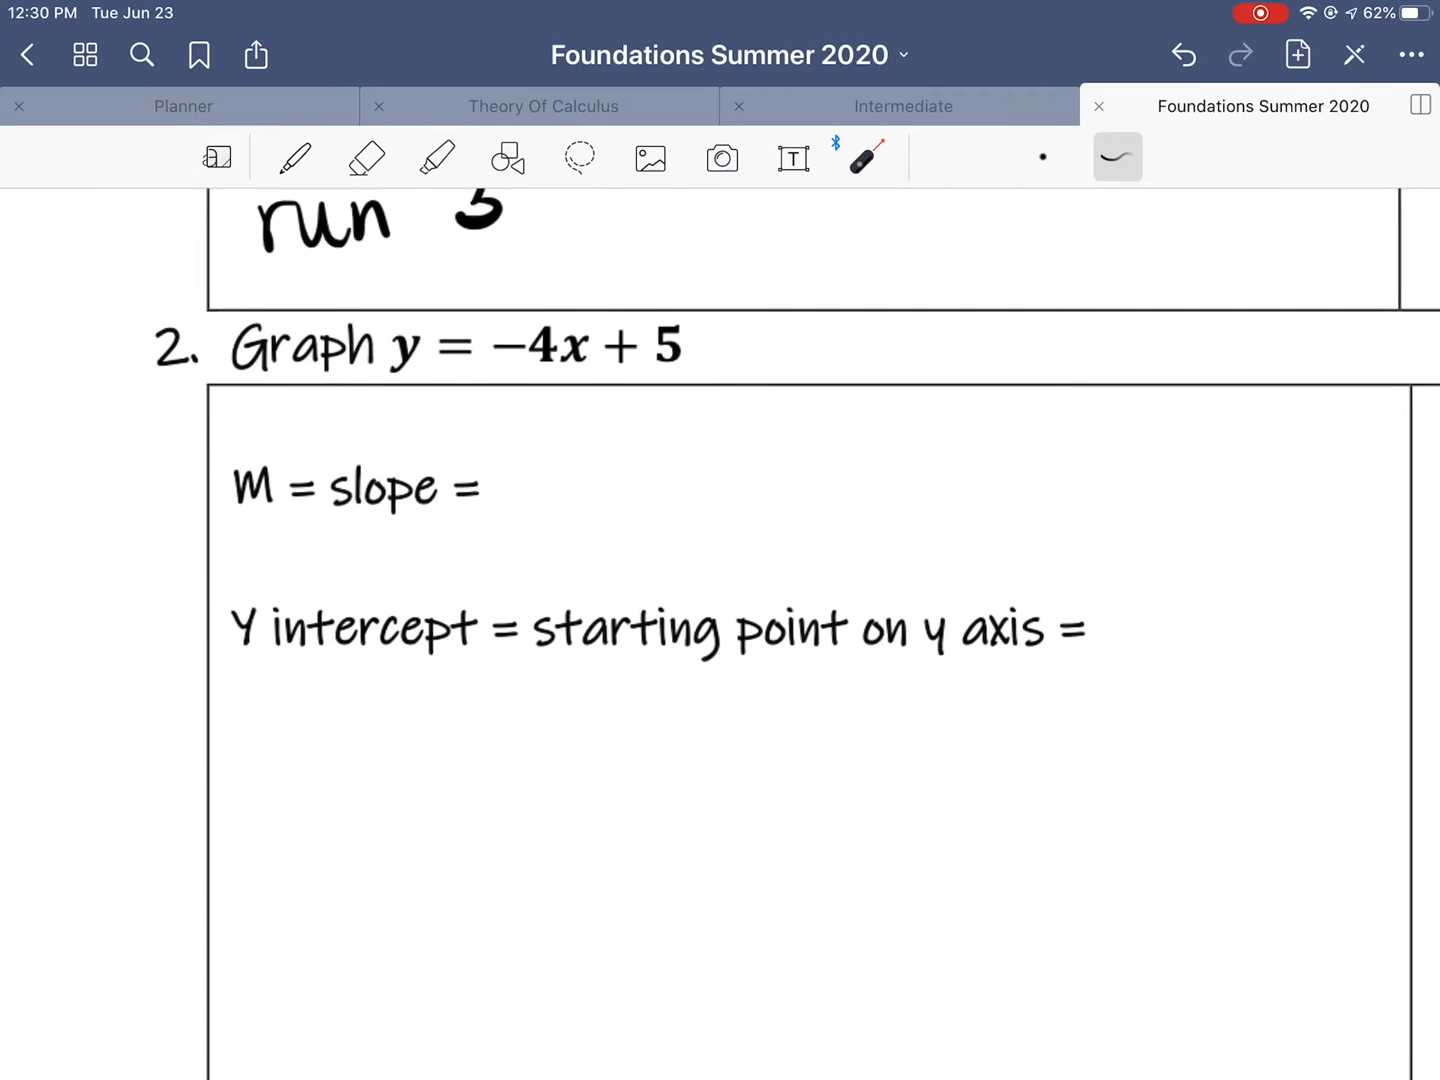 12:30 PM Tue Jun 23 62%
Foundations Summer 2020
Planner Theory Of Calculus Intermediate Foundations Summer 2020
run 3
2. Graph y = −4x + 5
M = slope =
Y intercept = starting point on y axis =